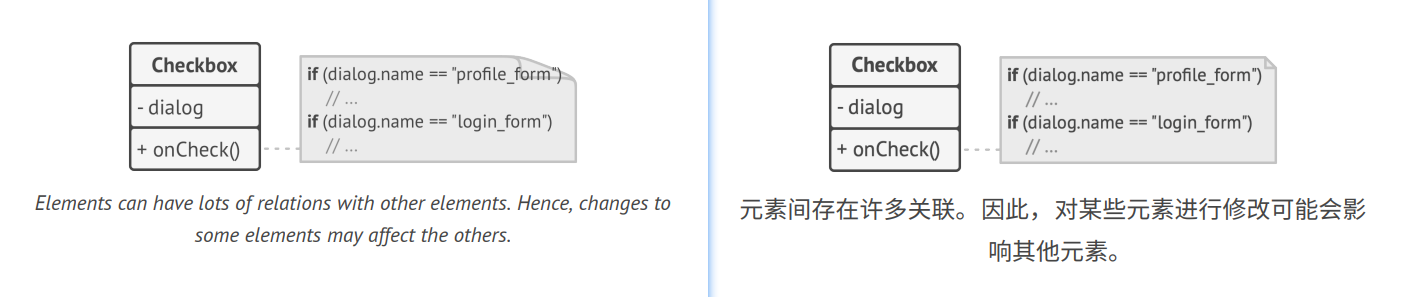 Checkbox
- dialog
+ onCheck()
if (dialog.name == "profile_form")
// ...
if (dialog.name == "login_form")
// ...
Elements can have lots of relations with other elements. Hence, changes to
some elements may affect the others.
Checkbox
- dialog
+ onCheck()
if (dialog.name == "profile_form")
// ...
if (dialog.name == "login_form")
// ...
元素间存在许多关联。因此，对某些元素进行修改可能会影
响其他元素。